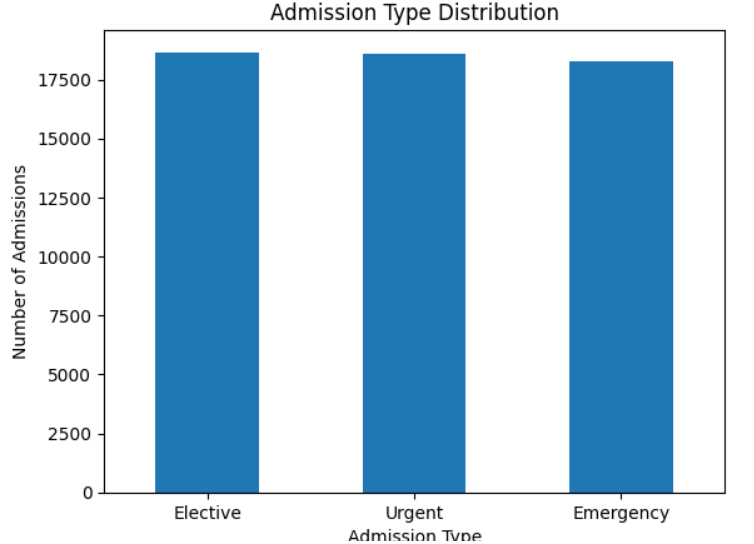 Admission Type Distribution
Number of Admissions
17500
15000
12500
10000
7500
5000
2500
0
Elective
Urgent
Emergency
Admission Type